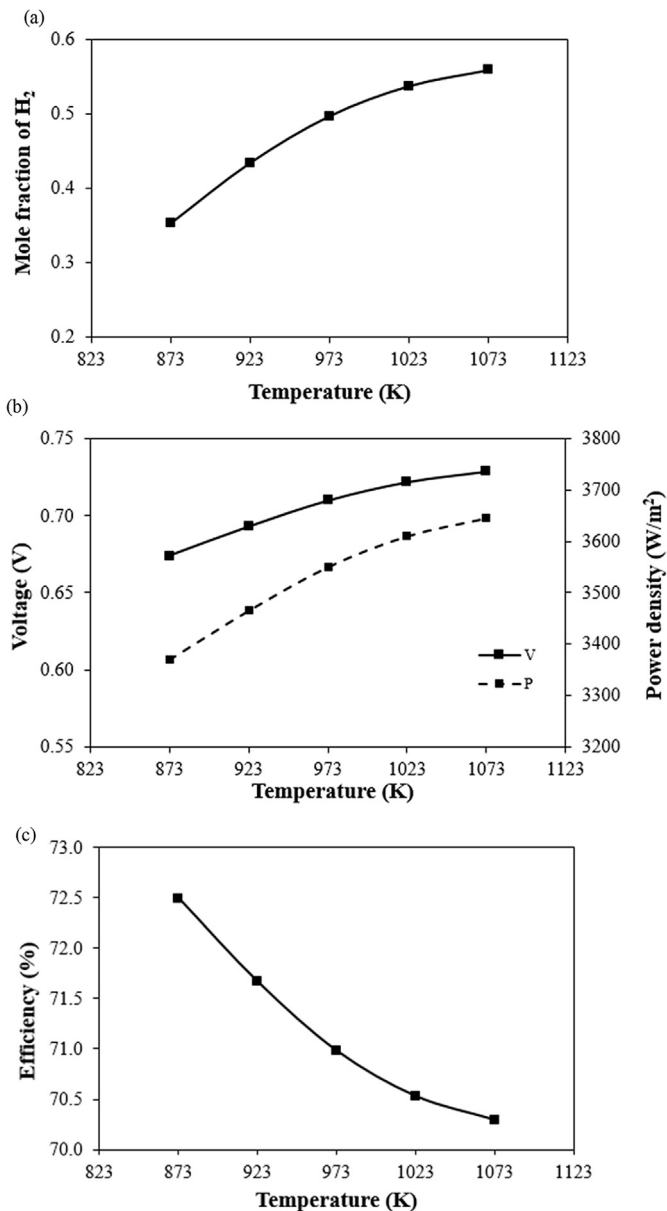 (a)
0.6
0.5
0.4
0.3
0.2
Mole fraction of H₂
823 873 923 973 1023 1073 1123
Temperature (K)
(b)
0.75
0.70
0.65
0.60
0.55
Voltage (V)
3800
3700
3600
3500
3400
3300
3200
Power density (W/m²)
V
P
823 873 923 973 1023 1073 1123
Temperature (K)
(c)
73.0
72.5
72.0
71.5
71.0
70.5
70.0
Efficiency (%)
823 873 923 973 1023 1073 1123
Temperature (K)